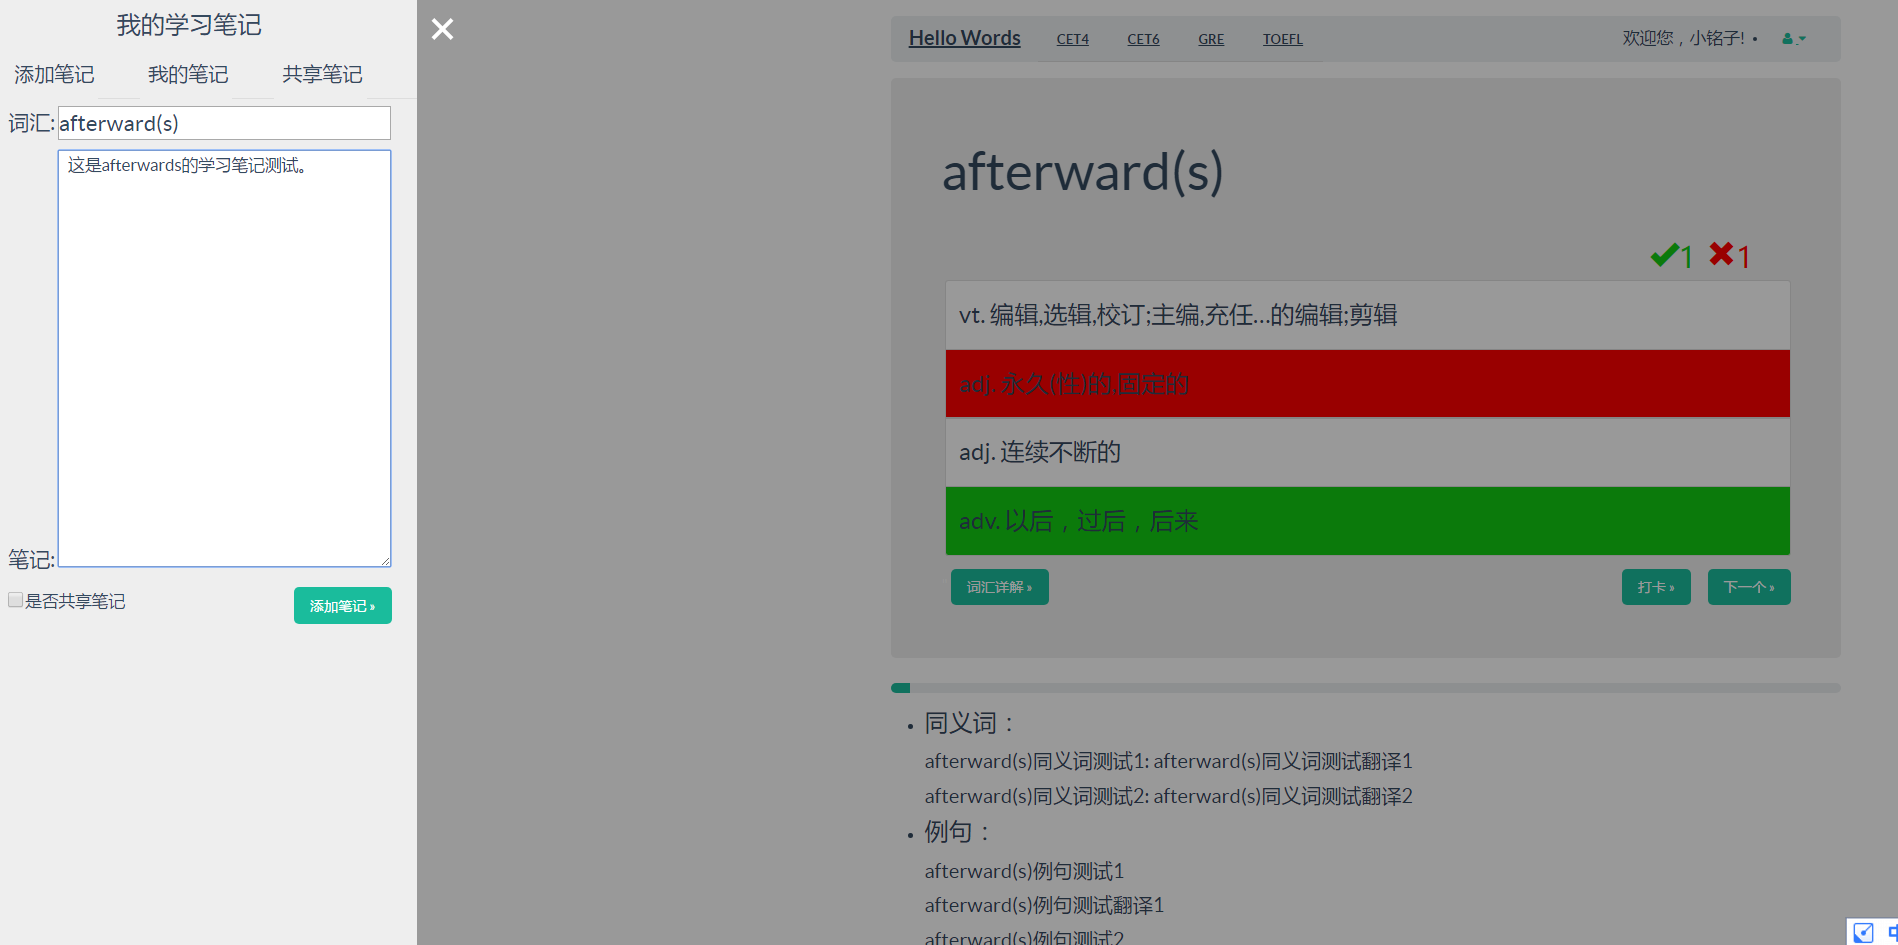 我的学习笔记
添加笔记 我的笔记 共享笔记
词汇: afterward(s)
这是afterwards的学习笔记测试。
笔记:
是否共享笔记 添加笔记 »
Hello Words CET4 CET6 GRE TOEFL 欢迎您，小铭子! •
afterward(s)
1 1
vt. 编辑,选辑,校订;主编,充任…的编辑;剪辑
adj. 永久(性)的,固定的
adj. 连续不断的
adv. 以后，过后，后来
词汇详解 » 打卡 » 下一个 »
• 同义词：
afterward(s)同义词测试1: afterward(s)同义词测试翻译1
afterward(s)同义词测试2: afterward(s)同义词测试翻译2
• 例句：
afterward(s)例句测试1
afterward(s)例句测试翻译1
afterward(s)例句测试2